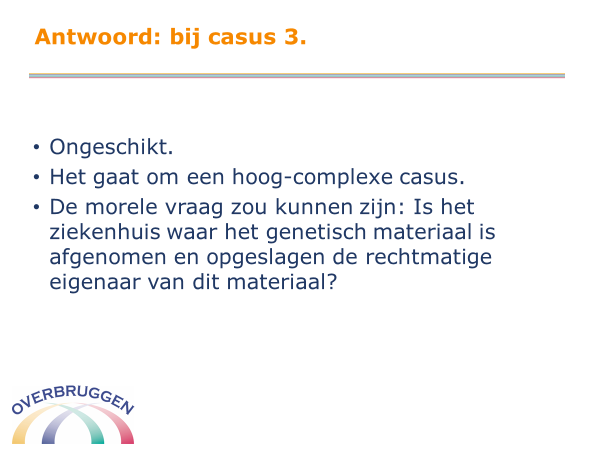 Antwoord: bij casus 3.
• Ongeschikt.
• Het gaat om een hoog-complexe casus.
• De morele vraag zou kunnen zijn: Is het
ziekenhuis waar het genetisch materiaal is
afgenomen en opgeslagen de rechtmatige
eigenaar van dit materiaal?
OVERBRUGGEN